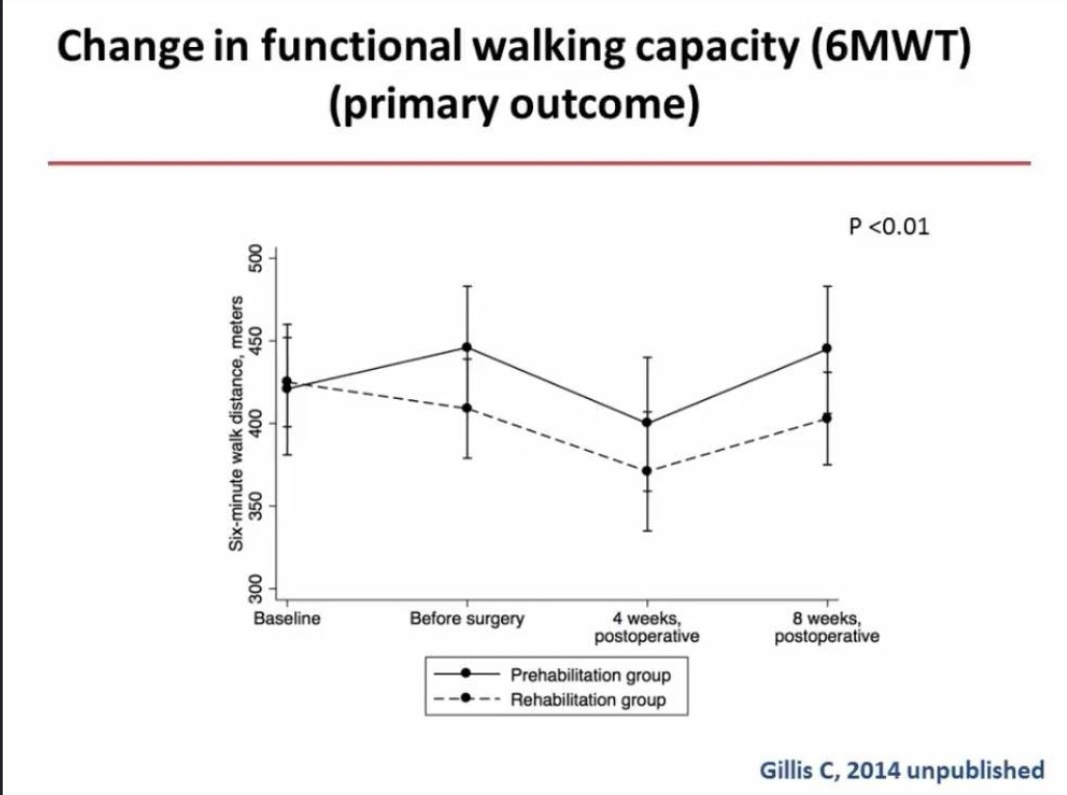 Change in functional walking capacity (6MWT)
(primary outcome)
P <0.01
Six-minute walk distance, meters
500
450
400
350
300
Baseline
Before surgery
4 weeks,
postoperative
8 weeks,
postoperative
Prehabilitation group
Rehabilitation group
Gillis C, 2014 unpublished